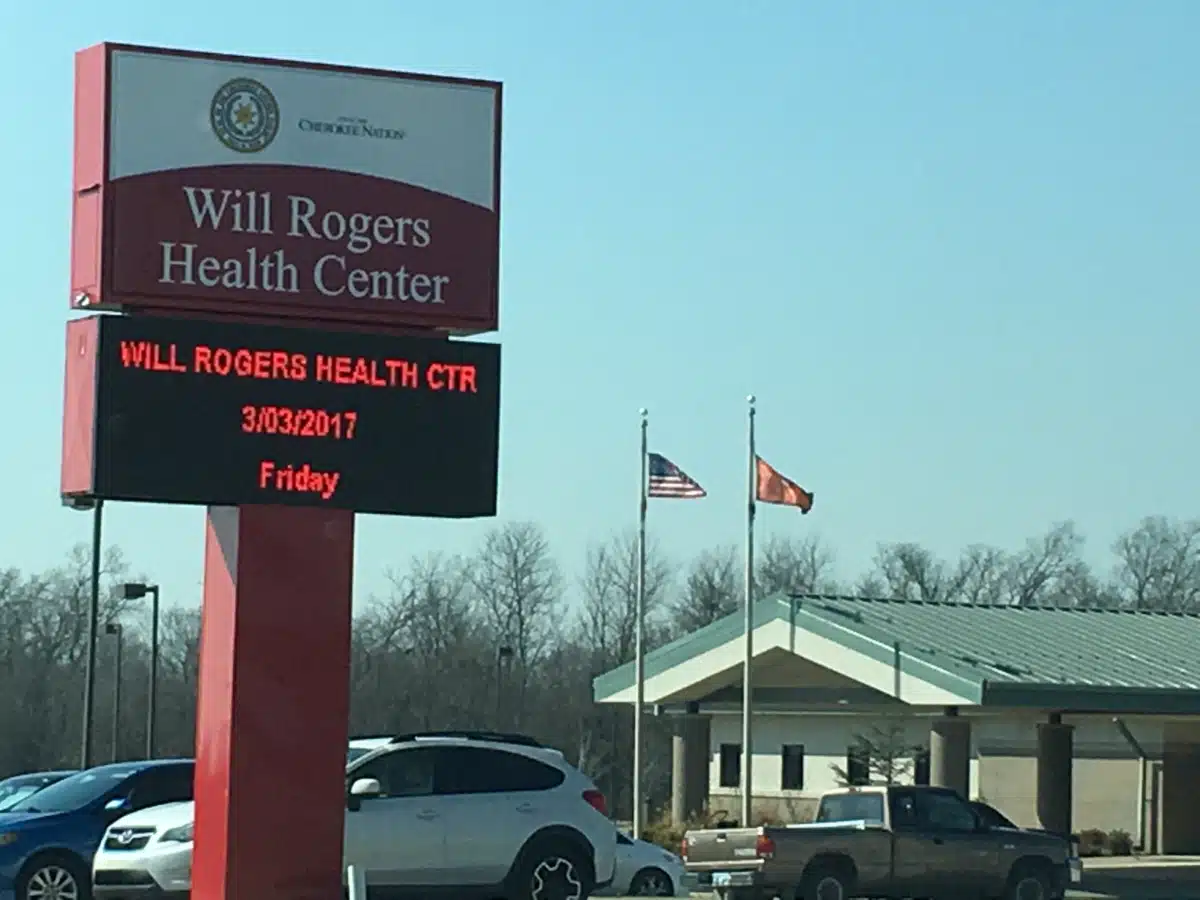 CHEROKEE NATION
Will Rogers
Health Center
WILL ROGERS HEALTH CTR
3/03/2017
Friday